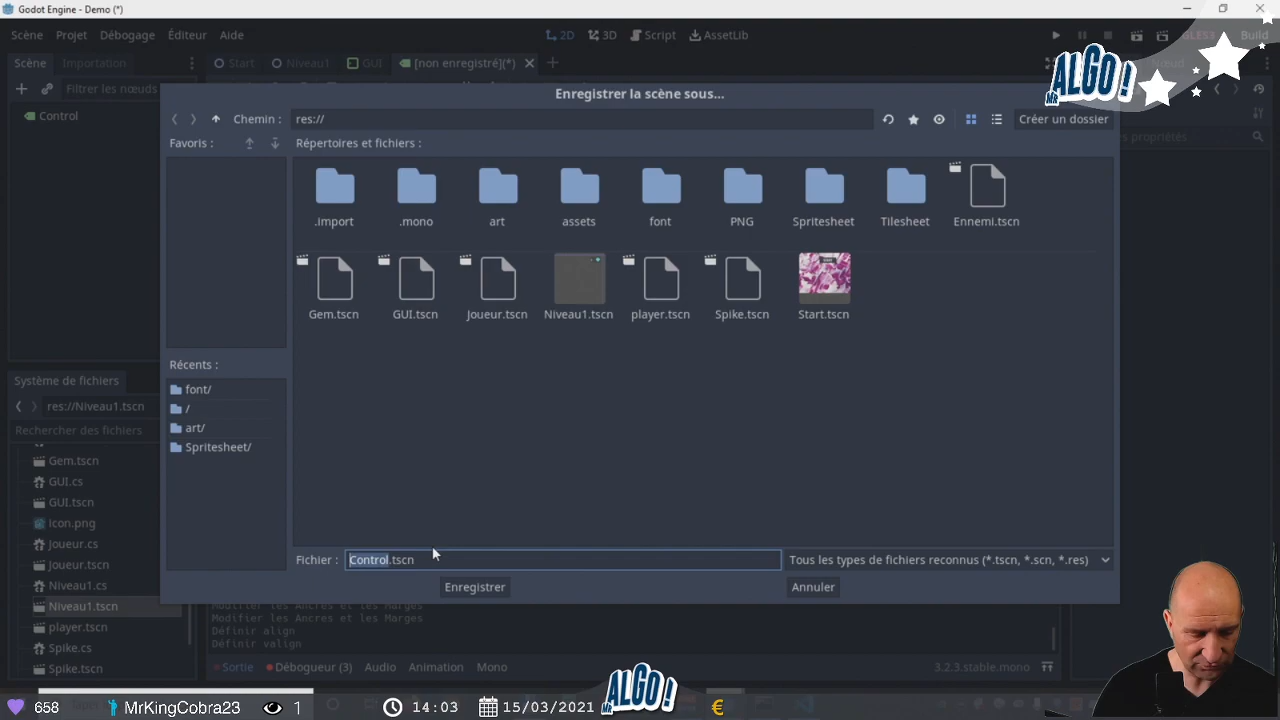 Godot Engine - Demo (*)
Scène Projet Débogage Éditeur Aide
2D 3D Script AssetLib
GLES3 Build
Scène Importation
Start Niveau1 GUI [non enregistré](*)
Nœud
Filtrer les nœuds
Control
Enregistrer la scène sous...
Chemin : res://
Créer un dossier
Favoris :
Répertoires et fichiers :
.import .mono art assets font PNG Spritesheet Tilesheet Ennemi.tscn
Gem.tscn GUI.tscn Joueur.tscn Niveau1.tscn player.tscn Spike.tscn Start.tscn
Récents :
font/
/
art/
Spritesheet/
Fichier : Control.tscn
Tous les types de fichiers reconnus (*.tscn, *.scn, *.res)
Enregistrer Annuler
Système de fichiers
res://Niveau1.tscn
Rechercher des fichiers
Gem.tscn
GUI.cs
GUI.tscn
icon.png
Joueur.cs
Joueur.tscn
Niveau1.cs
Niveau1.tscn
player.tscn
Spike.cs
Spike.tscn
Modifier les Ancres et les Marges
Modifier les Ancres et les Marges
Définir align
Définir valign
Sortie Débogueur (3) Audio Animation Mono
3.2.3.stable.mono
MR ALGO !
MR ALGO !
658 MrKingCobra23 1 14:03 15/03/2021 €